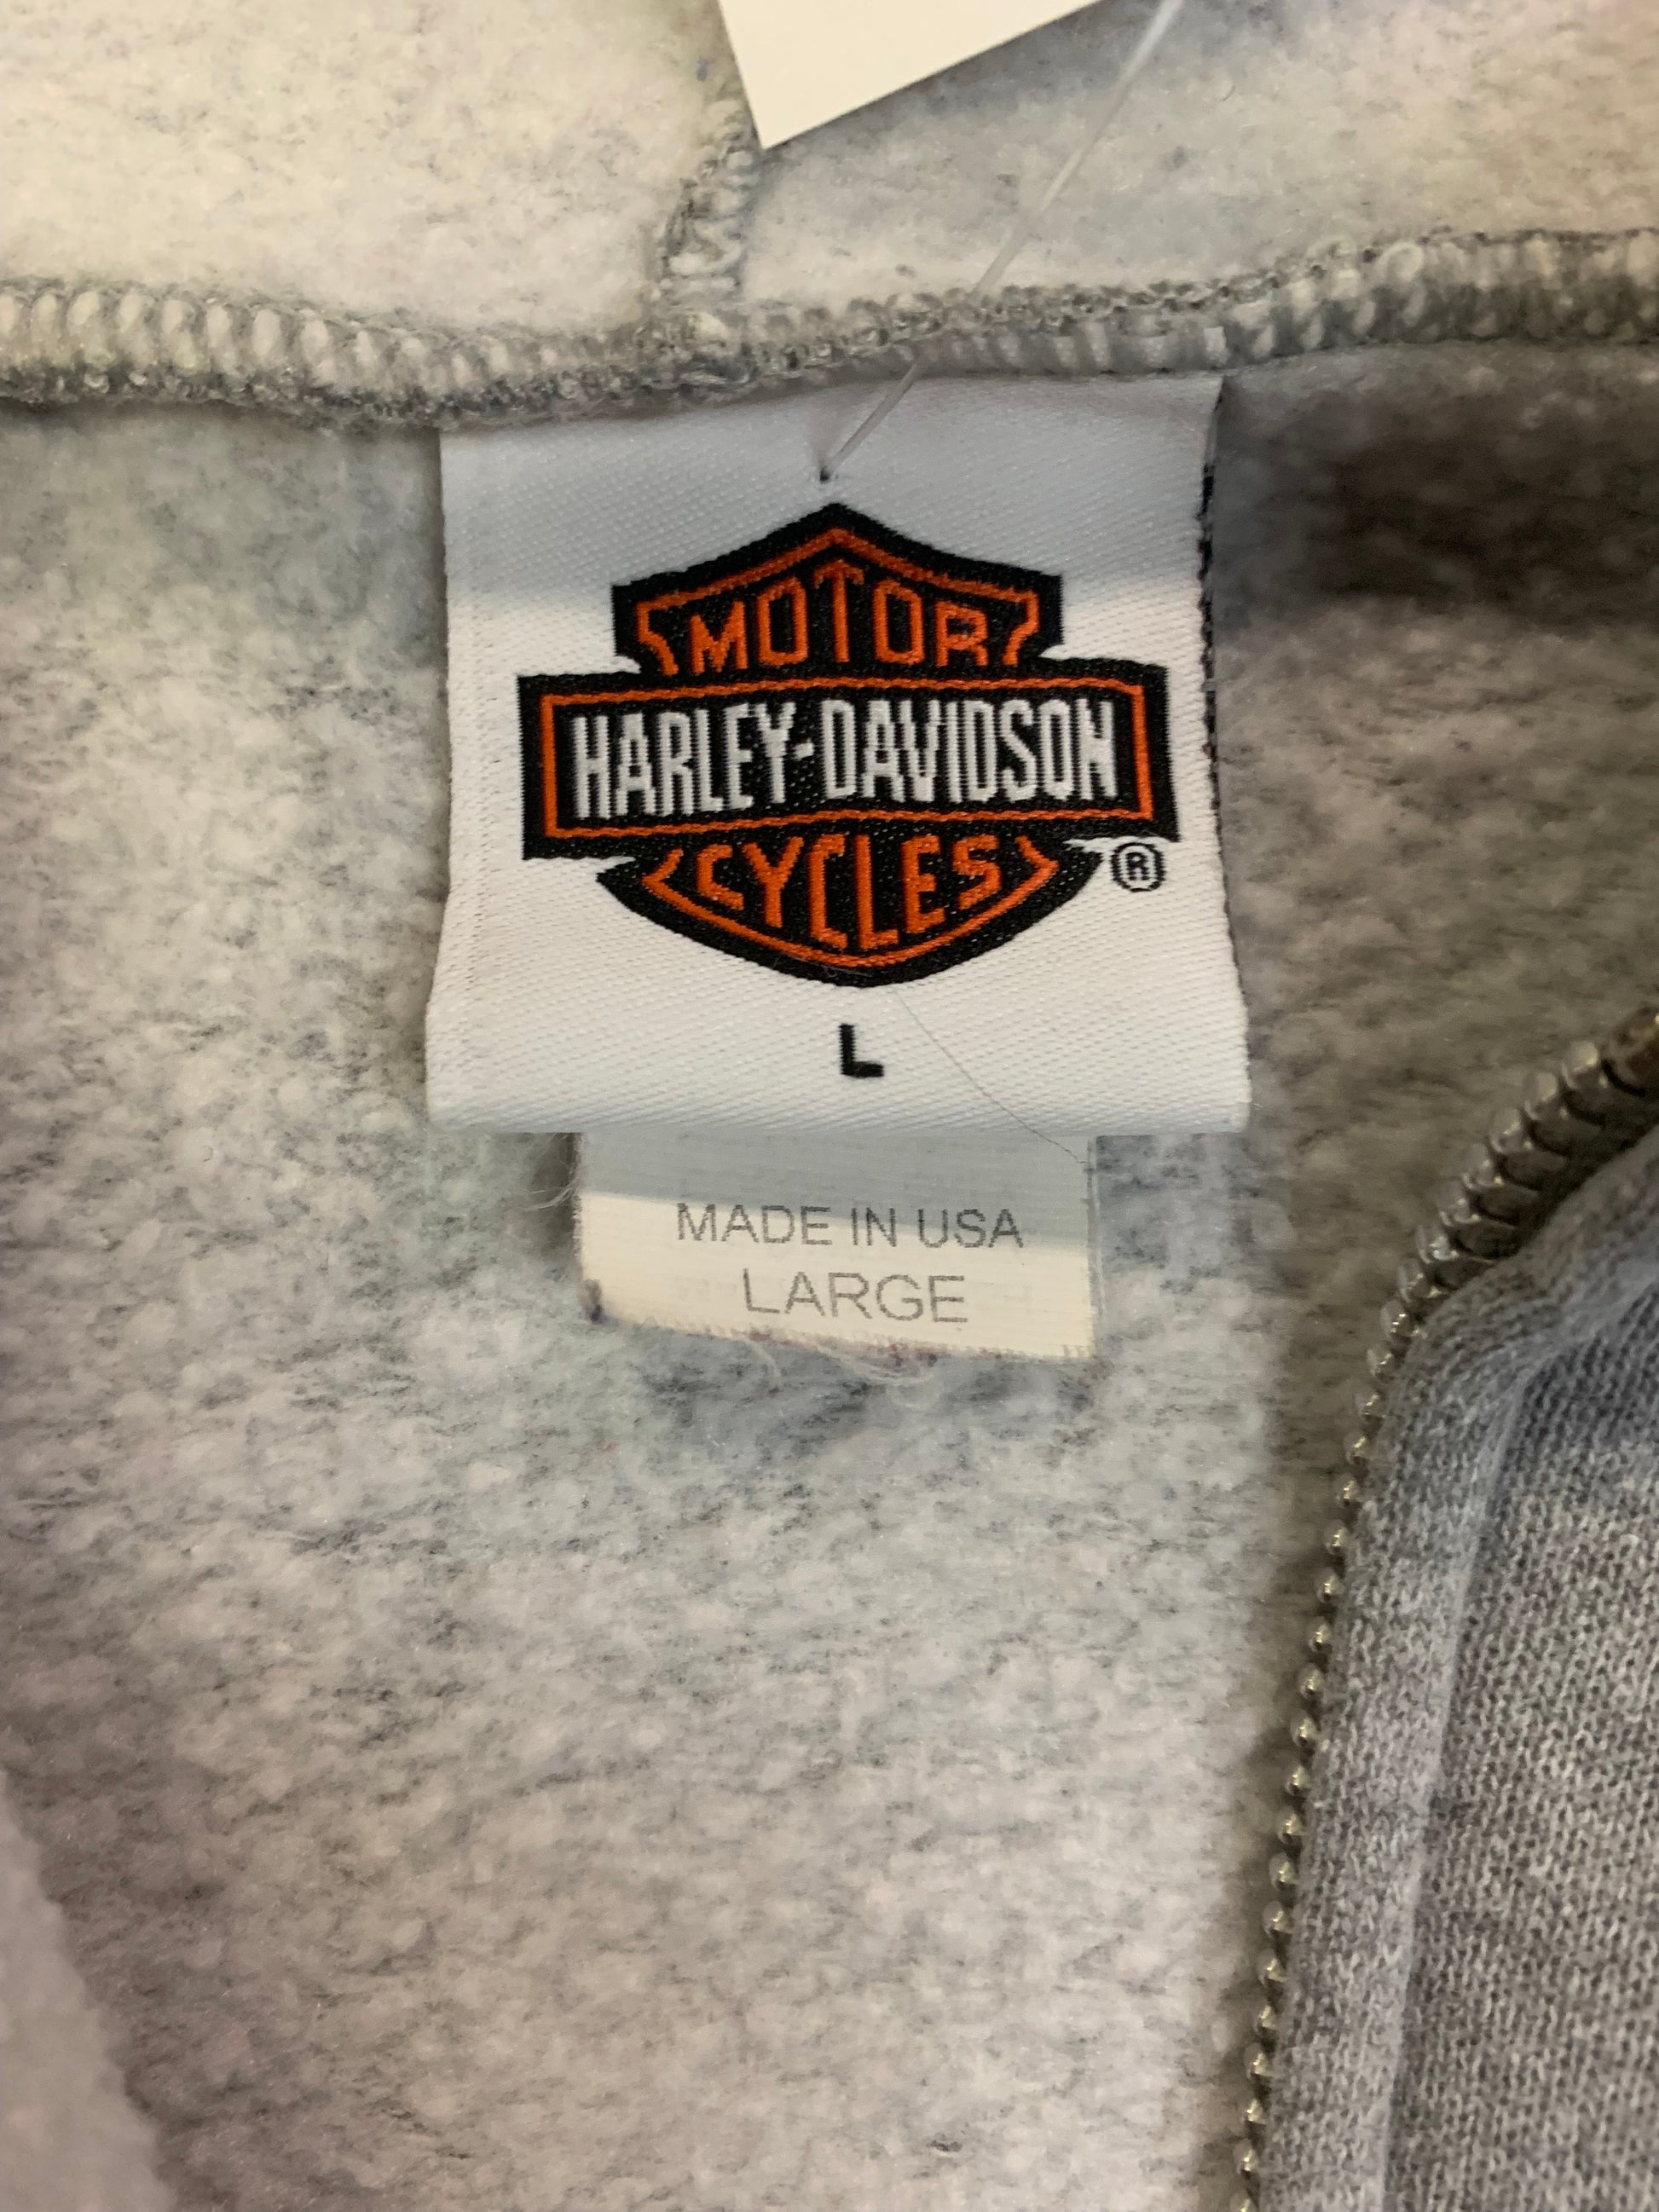 MOTOR
HARLEY-DAVIDSON
CYCLES
®
L
MADE IN USA
LARGE